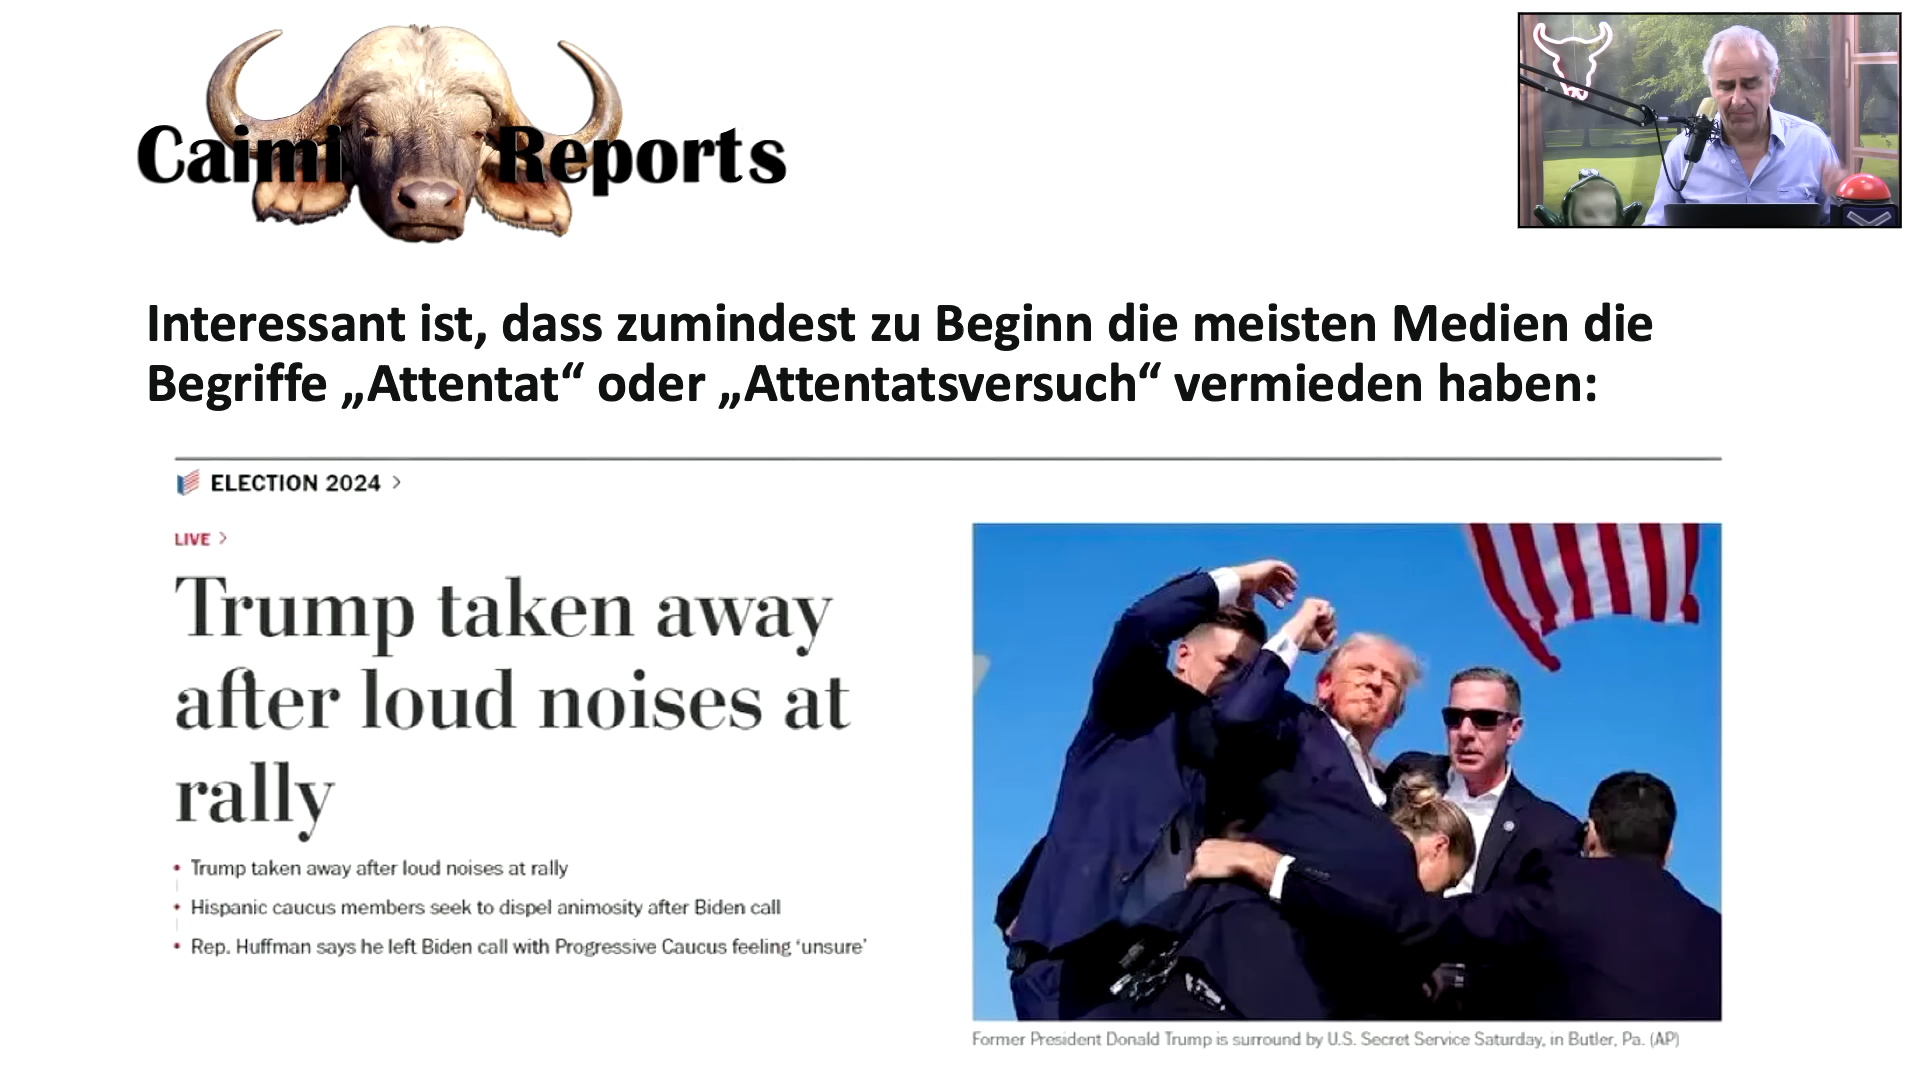 Caimi Reports
Interessant ist, dass zumindest zu Beginn die meisten Medien die
Begriffe „Attentat“ oder „Attentatsversuch“ vermieden haben:
ELECTION 2024 >
LIVE >
Trump taken away
after loud noises at
rally
• Trump taken away after loud noises at rally
• Hispanic caucus members seek to dispel animosity after Biden call
• Rep. Huffman says he left Biden call with Progressive Caucus feeling ‘unsure’
Former President Donald Trump is surround by U.S. Secret Service Saturday, in Butler, Pa. (AP)